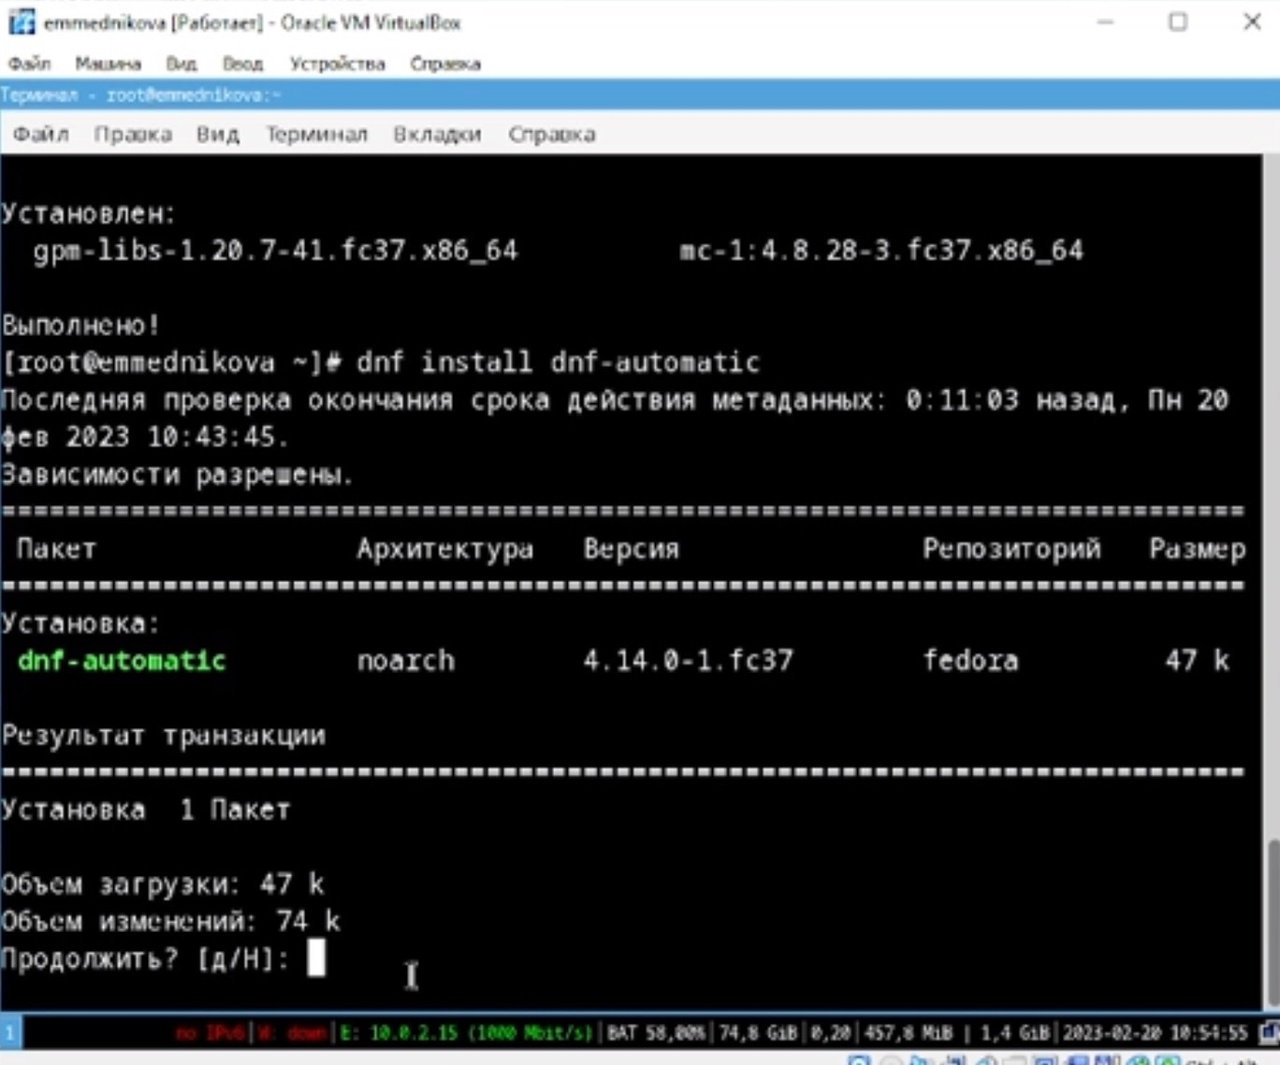 emmednikova [Работает] - Oracle VM VirtualBox
Файл Машина Вид Ввод Устройства Справка
Терминал - root@emmednikova:~
Файл Правка Вид Терминал Вкладки Справка
Установлен:
gpm-libs-1.20.7-41.fc37.x86_64 mc-1:4.8.28-3.fc37.x86_64
Выполнено!
[root@emmednikova ~]# dnf install dnf-automatic
Последняя проверка окончания срока действия метаданных: 0:11:03 назад, Пн 20
фев 2023 10:43:45.
Зависимости разрешены.
================================================================================
Пакет Архитектура Версия Репозиторий Размер
================================================================================
Установка:
dnf-automatic noarch 4.14.0-1.fc37 fedora 47 k
Результат транзакции
================================================================================
Установка 1 Пакет
Объем загрузки: 47 k
Объем изменений: 74 k
Продолжить? [д/Н]:
1 no IPv6|W: down|E: 10.0.2.15 (1000 Mbit/s)|BAT 58,00%|74,8 GiB|0,20|457,8 MiB | 1,4 GiB|2023-02-20 10:54:55